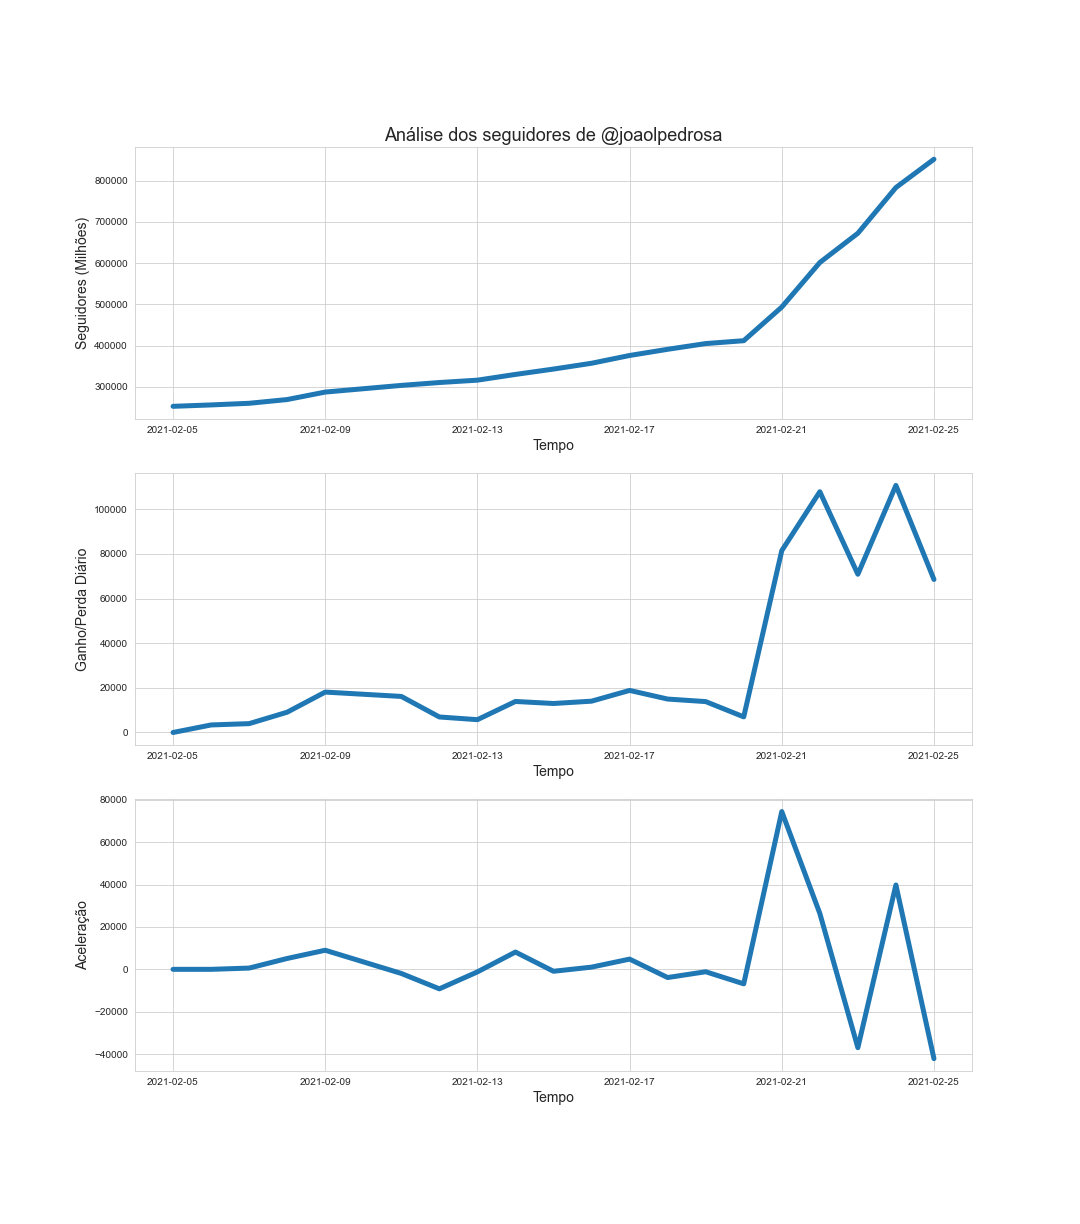 Análise dos seguidores de @joaolpedrosa
Seguidores (Milhões)
800000
700000
600000
500000
400000
300000
2021-02-05 2021-02-09 2021-02-13 2021-02-17 2021-02-21 2021-02-25
Tempo
Ganho/Perda Diário
100000
80000
60000
40000
20000
0
2021-02-05 2021-02-09 2021-02-13 2021-02-17 2021-02-21 2021-02-25
Tempo
Aceleração
80000
60000
40000
20000
0
−20000
−40000
2021-02-05 2021-02-09 2021-02-13 2021-02-17 2021-02-21 2021-02-25
Tempo